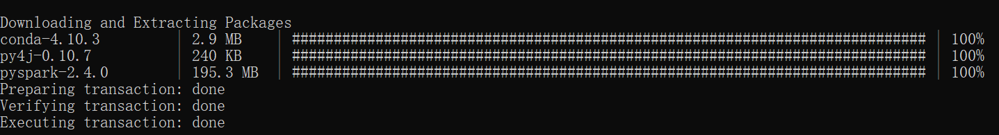 Downloading and Extracting Packages
conda-4.10.3         | 2.9 MB    | ############################################################################ | 100%
py4j-0.10.7          | 240 KB    | ############################################################################ | 100%
pyspark-2.4.0        | 195.3 MB  | ############################################################################ | 100%
Preparing transaction: done
Verifying transaction: done
Executing transaction: done